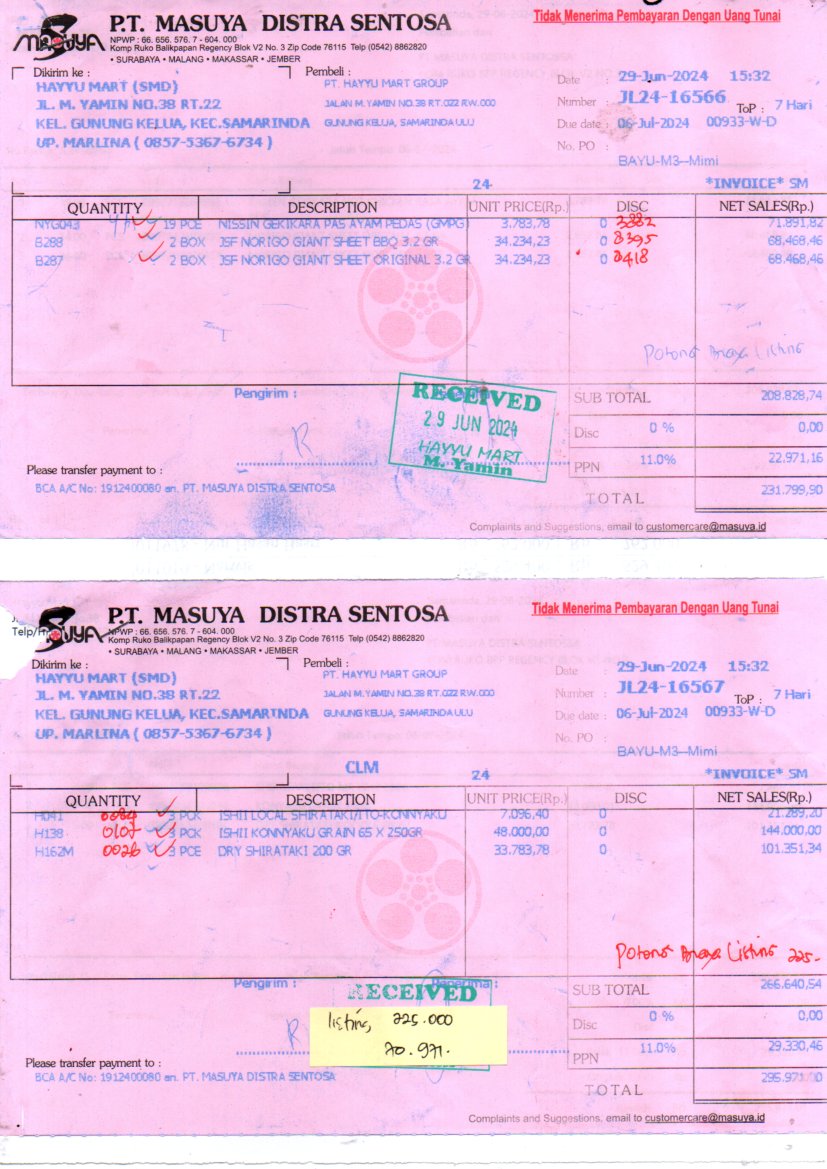 P.T. MASUYA DISTRA SENTOSA
Tidak Menerima Pembayaran Dengan Uang Tunai
MASUYA
NPWP : 66. 656. 576. 7 - 604. 000
Komp Ruko Balikpapan Regency Blok V2 No. 3 Zip Code 76115 Telp (0542) 8862820
• SURABAYA • MALANG • MAKASSAR • JEMBER
Dikirim ke :
HAYYU MART (SMD)
JL. M. YAMIN NO.38 RT.22
KEL. GUNUNG KELUA, KEC.SAMARINDA
UP. MARLINA ( 0857-5367-6734 )
Pembeli :
PT. HAYYU MART GROUP
JALAN M.YAMIN NO.38 RT.022 RW.000
GUNUNG KELUA, SAMARINDA ULU
Date : 29-Jun-2024 15:32
Number : JL24-16566 ToP : 7 Hari
Due date : 06-Jul-2024 00933-W-D
No. PO :
BAYU-M3--Mimi
24 *INVOICE* SM
QUANTITY DESCRIPTION UNIT PRICE(Rp.) DISC NET SALES(Rp.)
NYG043 19 PCE NISSIN GEKIKARA PAS AYAM PEDAS (GMPG) 3.783,78 0 3382 71.891,82
B288 2 BOX JSF NORIGO GIANT SHEET BBQ 3.2 GR 34.234,23 0 8395 68.468,46
B287 2 BOX JSF NORIGO GIANT SHEET ORIGINAL 3.2 GR 34.234,23 0 8418 68.468,46
Potong Biaya Listing
Pengirim :
RECEIVED
29 JUN 2024
HAYYU MART
M. Yamin
SUB TOTAL 208.828,74
Disc 0 % 0,00
PPN 11.0% 22.971,16
TOTAL 231.799,90
Please transfer payment to :
BCA A/C No: 1912400080 an. PT. MASUYA DISTRA SENTOSA
Complaints and Suggestions, email to customercare@masuya.id
P.T. MASUYA DISTRA SENTOSA
Tidak Menerima Pembayaran Dengan Uang Tunai
NPWP : 66. 656. 576. 7 - 604. 000
Komp Ruko Balikpapan Regency Blok V2 No. 3 Zip Code 76115 Telp (0542) 8862820
• SURABAYA • MALANG • MAKASSAR • JEMBER
Dikirim ke :
HAYYU MART (SMD)
JL. M. YAMIN NO.38 RT.22
KEL. GUNUNG KELUA, KEC.SAMARINDA
UP. MARLINA ( 0857-5367-6734 )
Pembeli :
PT. HAYYU MART GROUP
JALAN M.YAMIN NO.38 RT.022 RW.000
GUNUNG KELUA, SAMARINDA ULU
Date : 29-Jun-2024 15:32
Number : JL24-16567 ToP : 7 Hari
Due date : 06-Jul-2024 00933-W-D
No. PO :
BAYU-M3--Mimi
CLM 24 *INVOICE* SM
QUANTITY DESCRIPTION UNIT PRICE(Rp.) DISC NET SALES(Rp.)
H041 3 PCK ISHII LOCAL SHIRATAKI/ITO-KONNYAKU 7.096,40 0 21.289,20
H138 0107 3 PCK ISHII KONNYAKU GRAIN 65 X 250GR 48.000,00 0 144.000,00
H162M 0026 3 PCE DRY SHIRATAKI 200 GR 33.783,78 0 101.351,34
Potong Biaya Listing 225.-
Pengirim :
Penerima :
RECEIVED
listing 225.000
70.971.
SUB TOTAL 266.640,54
Disc 0 % 0,00
PPN 11.0% 29.330,46
TOTAL 295.971,00
Please transfer payment to :
BCA A/C No: 1912400080 an. PT. MASUYA DISTRA SENTOSA
Complaints and Suggestions, email to customercare@masuya.id